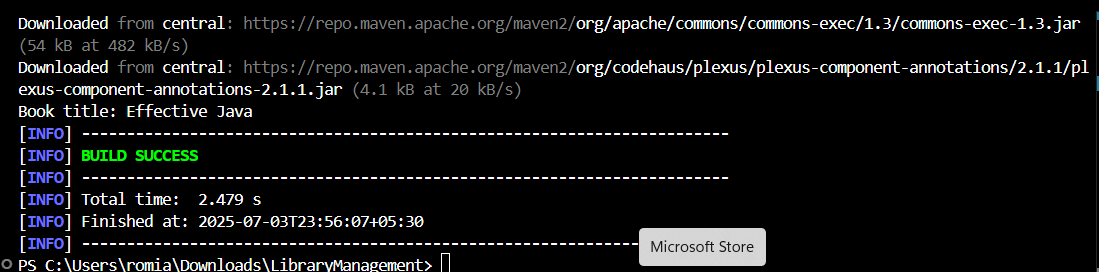 Downloaded from central: https://repo.maven.apache.org/maven2/org/apache/commons/commons-exec/1.3/commons-exec-1.3.jar
(54 kB at 482 kB/s)
Downloaded from central: https://repo.maven.apache.org/maven2/org/codehaus/plexus/plexus-component-annotations/2.1.1/pl
exus-component-annotations-2.1.1.jar (4.1 kB at 20 kB/s)
Book title: Effective Java
[INFO] ------------------------------------------------------------------------
[INFO] BUILD SUCCESS
[INFO] ------------------------------------------------------------------------
[INFO] Total time:  2.479 s
[INFO] Finished at: 2025-07-03T23:56:07+05:30
[INFO] --------------------------------------------------------------
Microsoft Store
PS C:\Users\romia\Downloads\LibraryManagement>